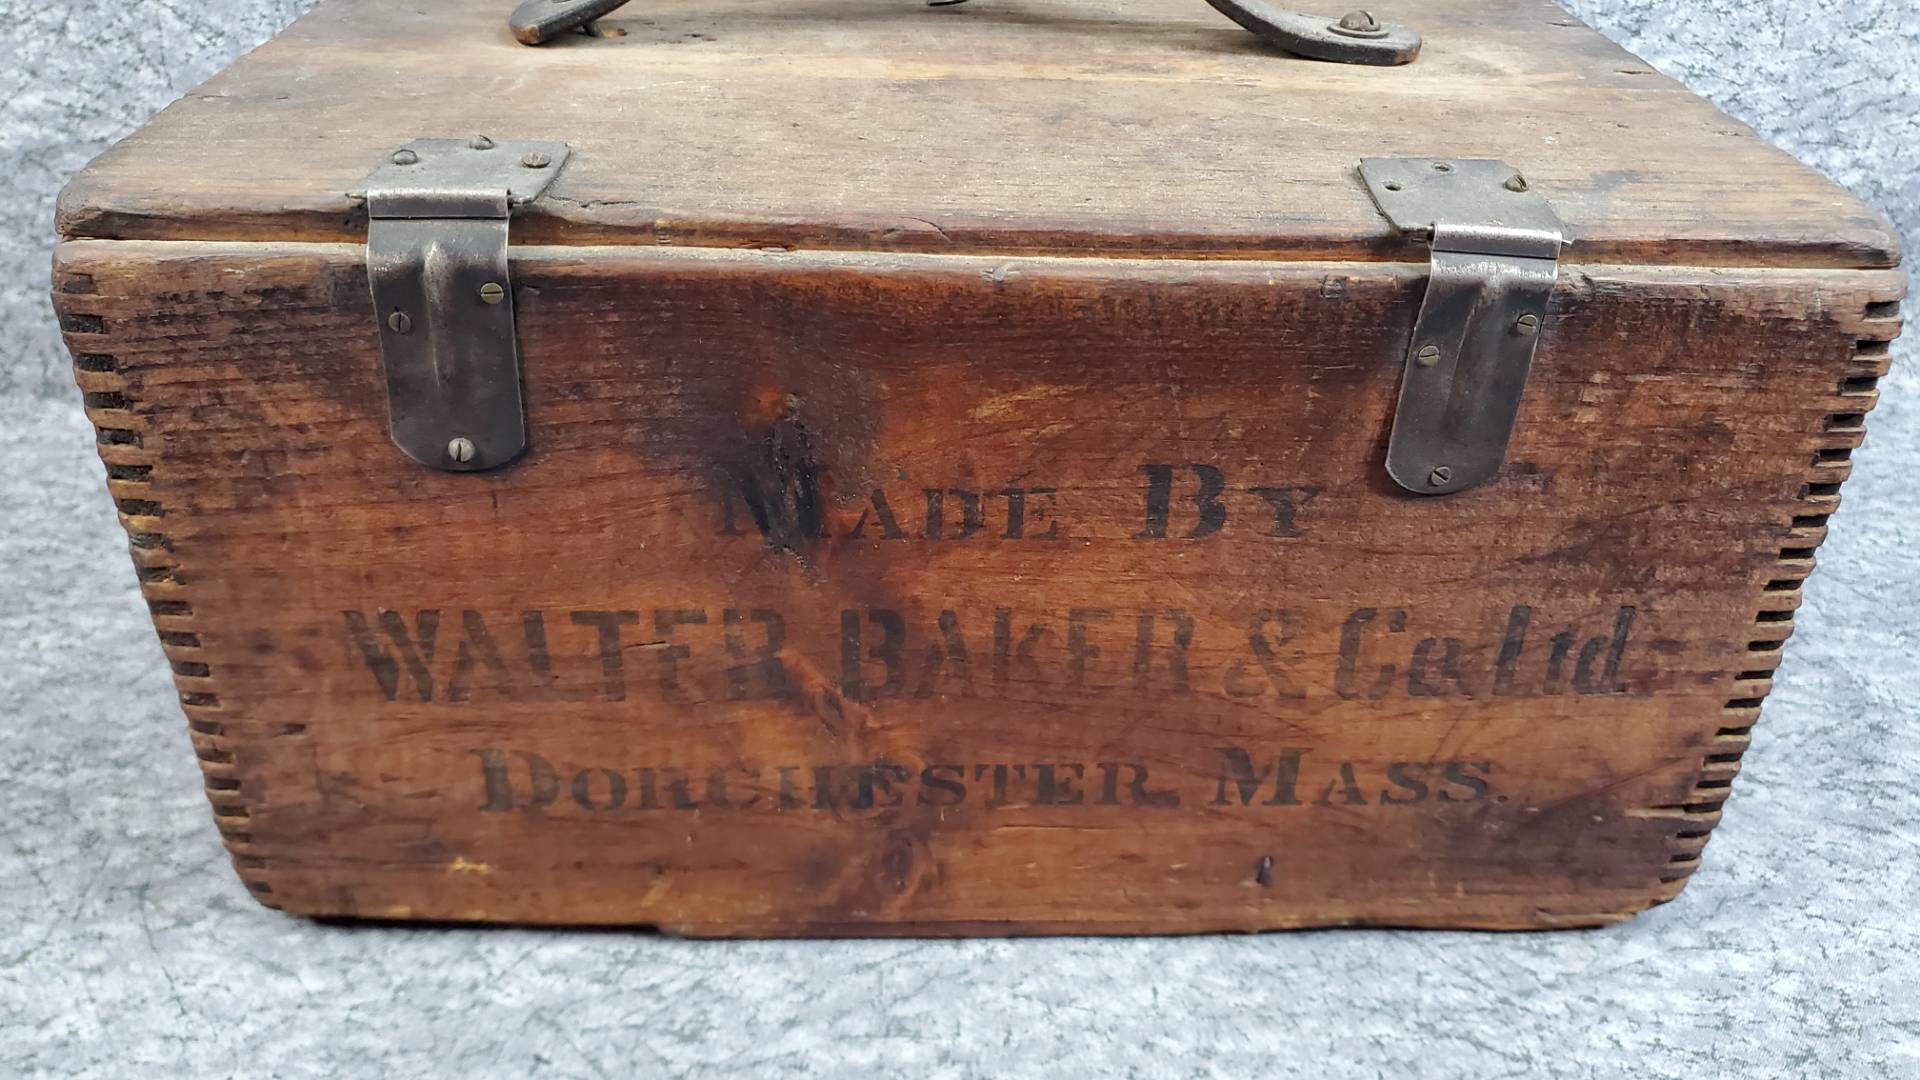 MADE BY
WALTER BAKER & Co Ltd.
DORCHESTER, MASS.